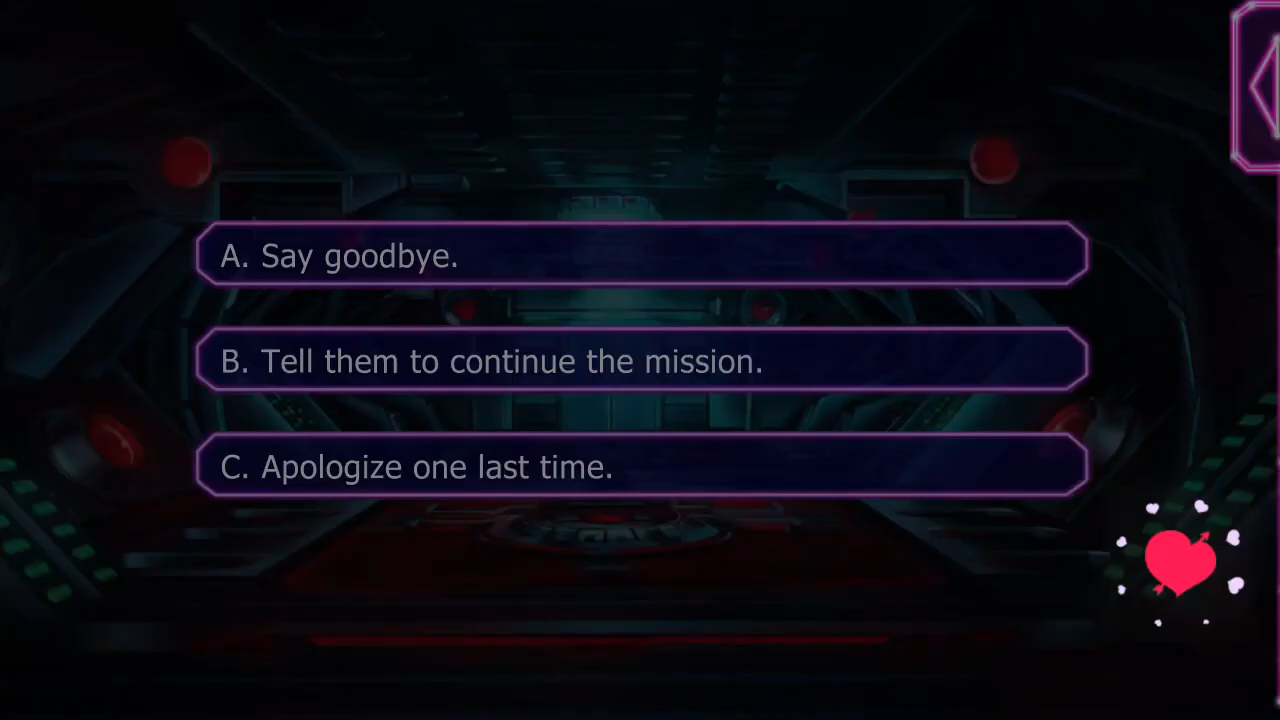 A. Say goodbye.
B. Tell them to continue the mission.
C. Apologize one last time.